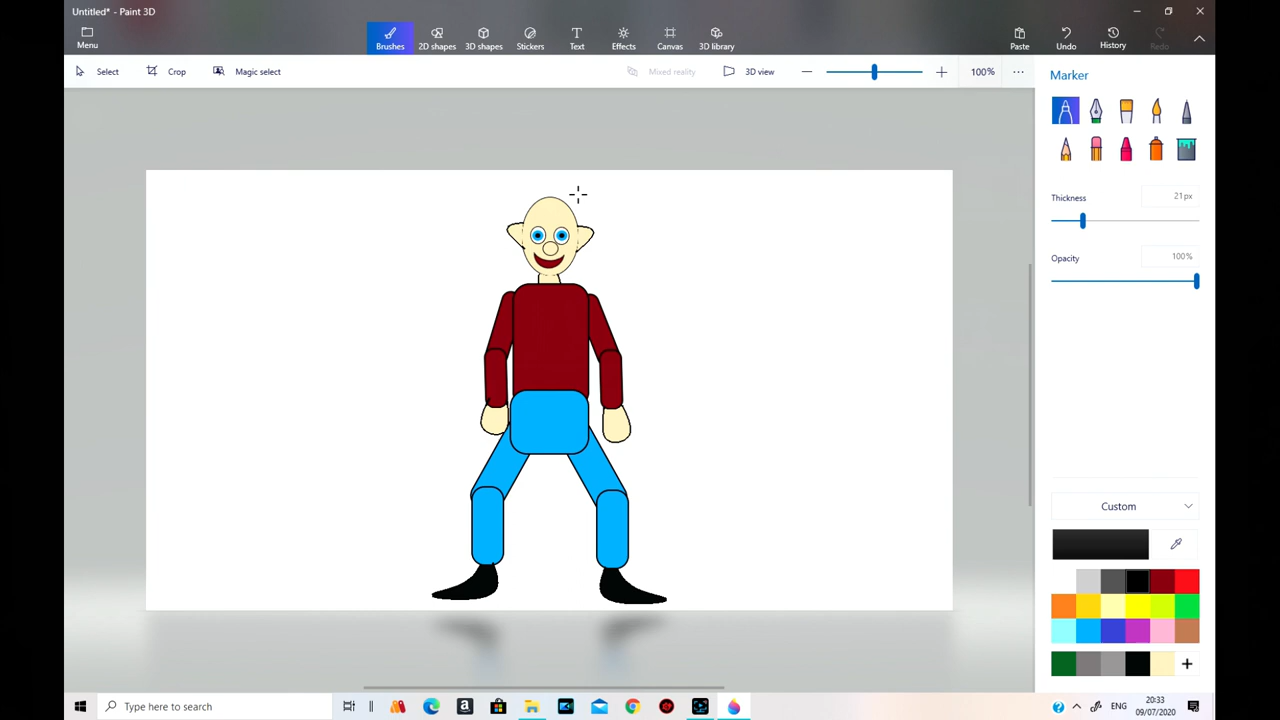 Untitled* - Paint 3D
Menu
Brushes
2D shapes
3D shapes
Stickers
Text
Effects
Canvas
3D library
Paste
Undo
History
Redo
Select
Crop
Magic select
Mixed reality
3D view
100%
Marker
Thickness
21px
Opacity
100%
Custom
Type here to search
ENG
20:33
09/07/2020